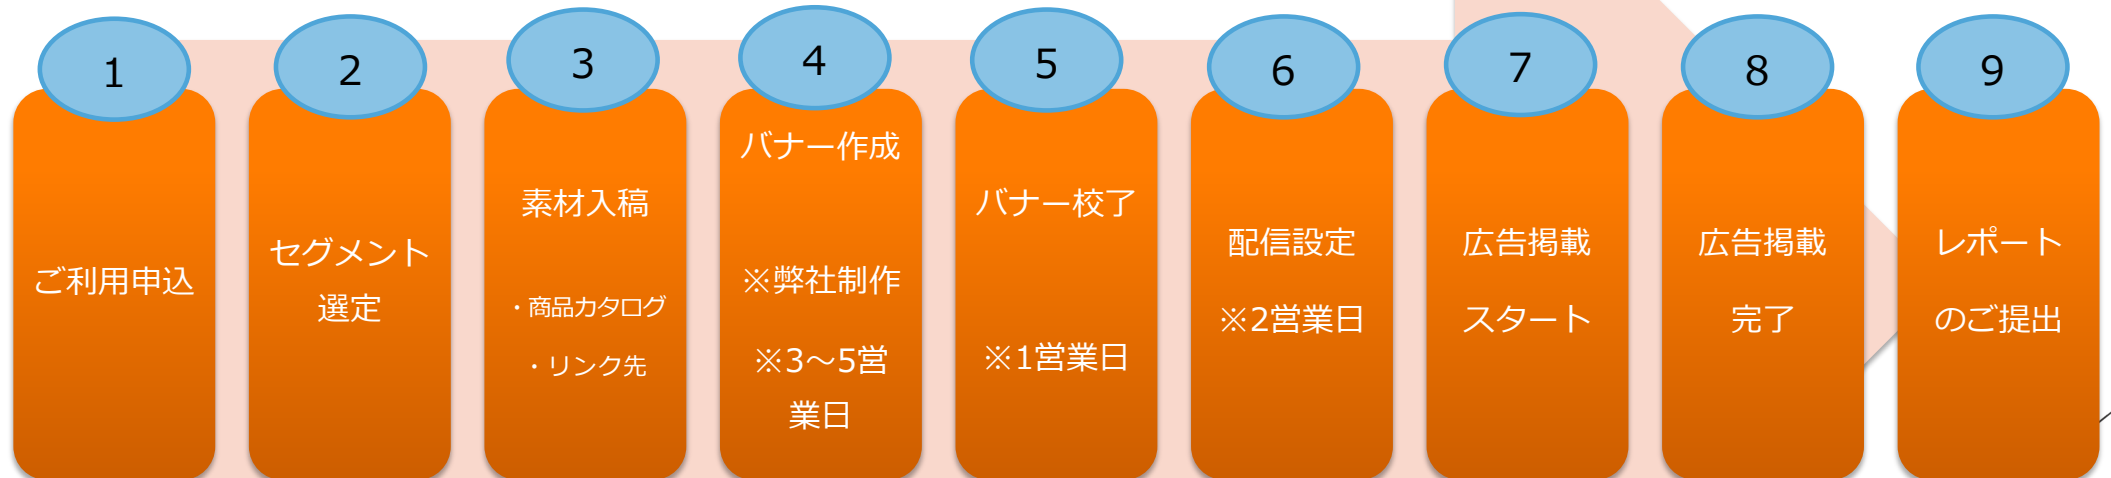 1
ご利用申込
2
セグメント
選定
3
素材入稿
・商品カタログ
・リンク先
4
バナー作成
※弊社制作
※3～5営
業日
5
バナー校了
※1営業日
6
配信設定
※2営業日
7
広告掲載
スタート
8
広告掲載
完了
9
レポート
のご提出